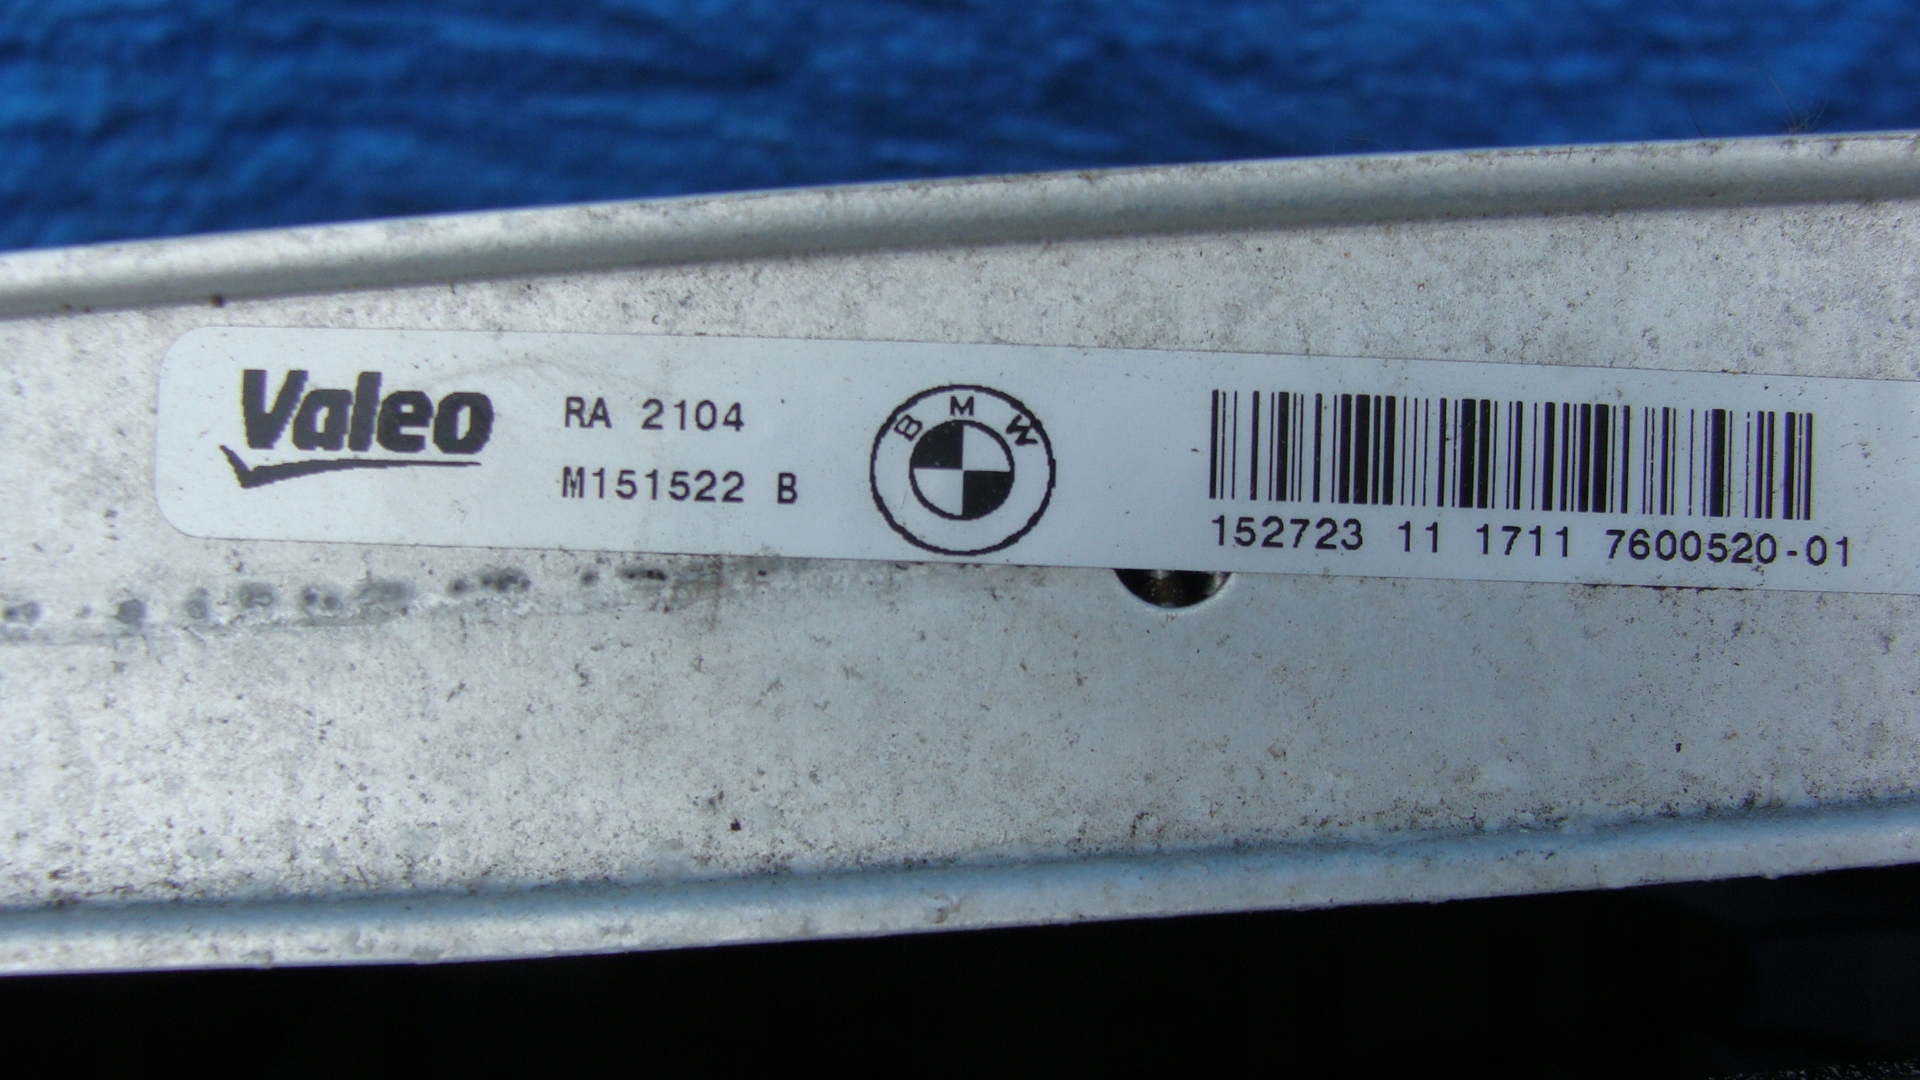 Valeo
RA 2104
M151522 B
BMW
152723 11 1711 7600520-01